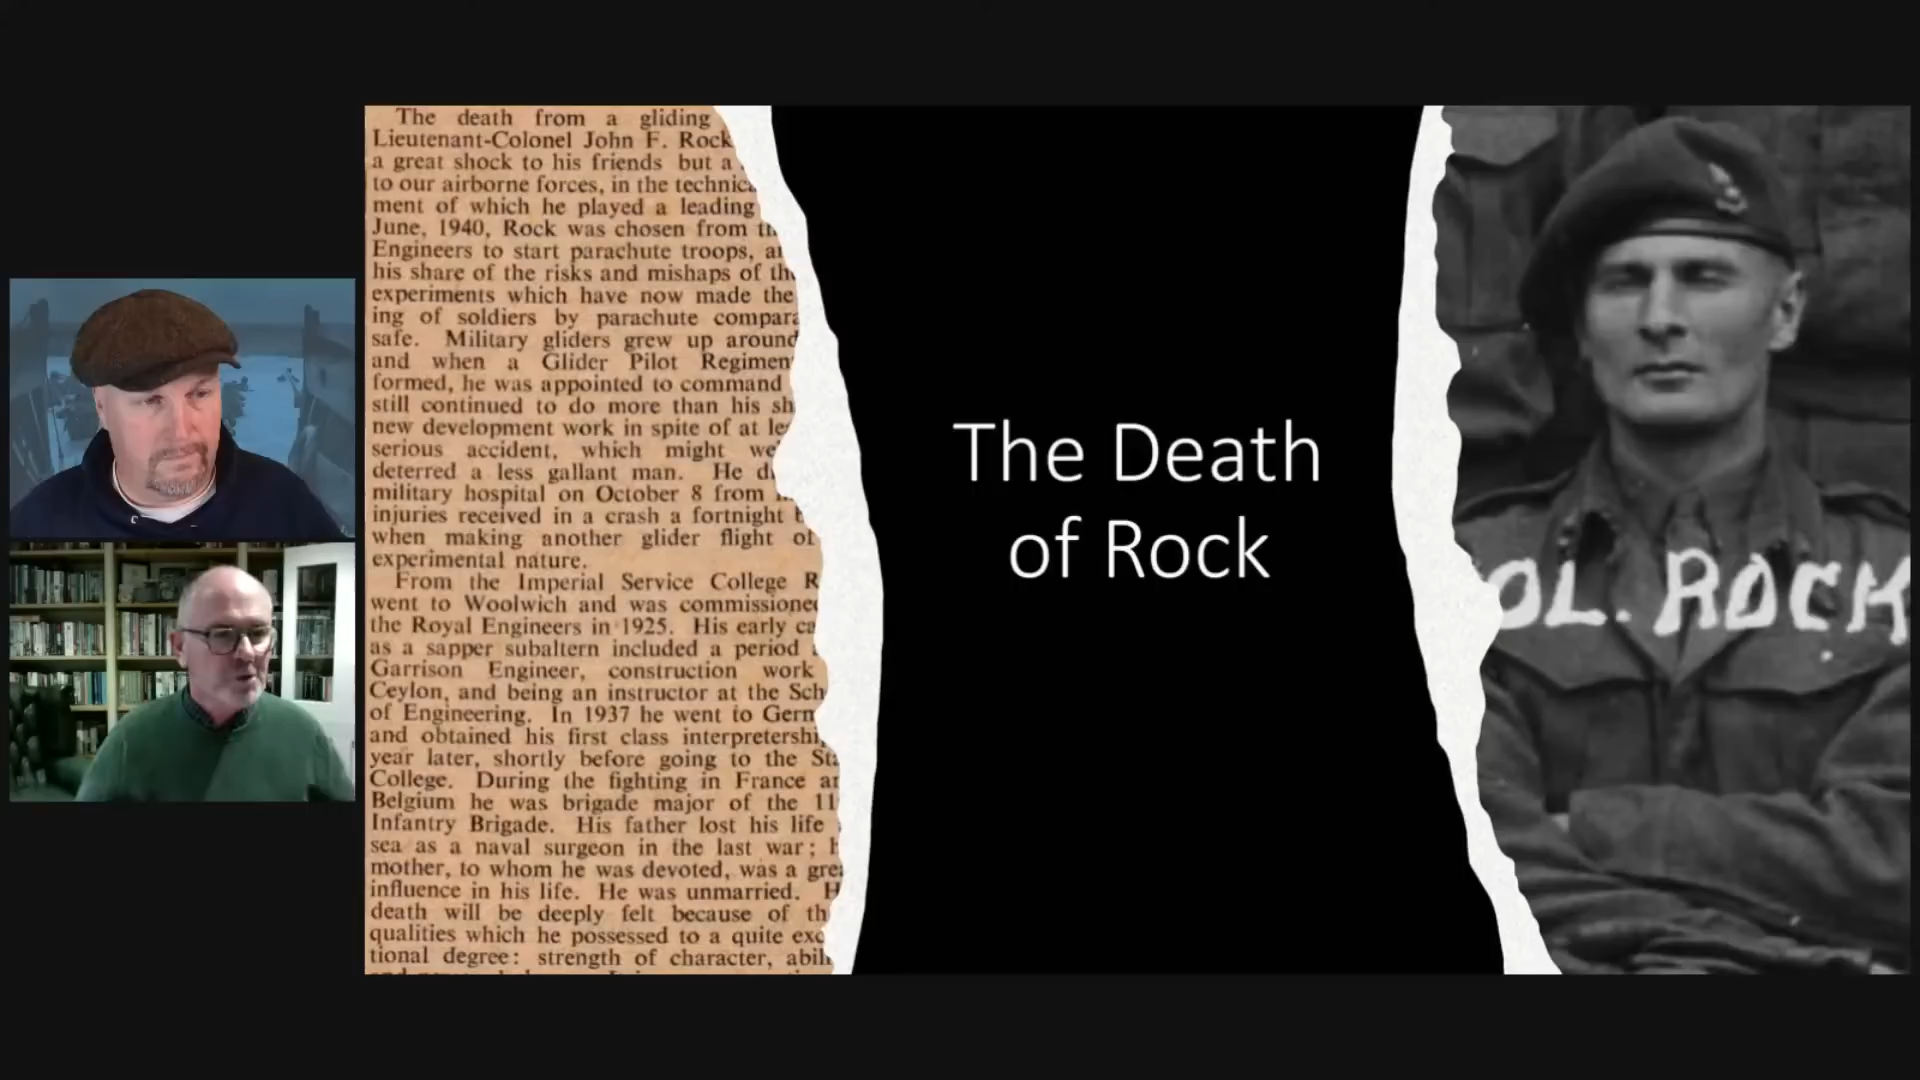 The death from a gliding
Lieutenant-Colonel John F. Rock
a great shock to his friends but a
to our airborne forces, in the technic
ment of which he played a leading
June, 1940, Rock was chosen from
Engineers to start parachute troops,
his share of the risks and mishaps of
experiments which have now made the
ing of soldiers by parachute compara
safe. Military gliders grew up around
and when a Glider Pilot Regimen
formed, he was appointed to command
still continued to do more than his sh
new development work in spite of at
serious accident, which might
deterred a less gallant man. He
military hospital on October 8 from
injuries received in a crash a fortnight
when making another glider flight of
experimental nature.
From the Imperial Service College R
went to Woolwich and was commissione
the Royal Engineers in 1925. His early
as a sapper subaltern included a period
Garrison Engineer, construction work
Ceylon, and being an instructor at the Sch
of Engineering. In 1937 he went to Germ
and obtained his first class interpretershi
year later, shortly before going to the
College. During the fighting in France
Belgium he was brigade major of the 11
Infantry Brigade. His father lost his life
sea as a naval surgeon in the last war;
mother, to whom he was devoted, was a
influence in his life. He was unmarried.
death will be deeply felt because of
qualities which he possessed to a quite
tional degree: strength of character,
The Death
of Rock
OL. ROCK